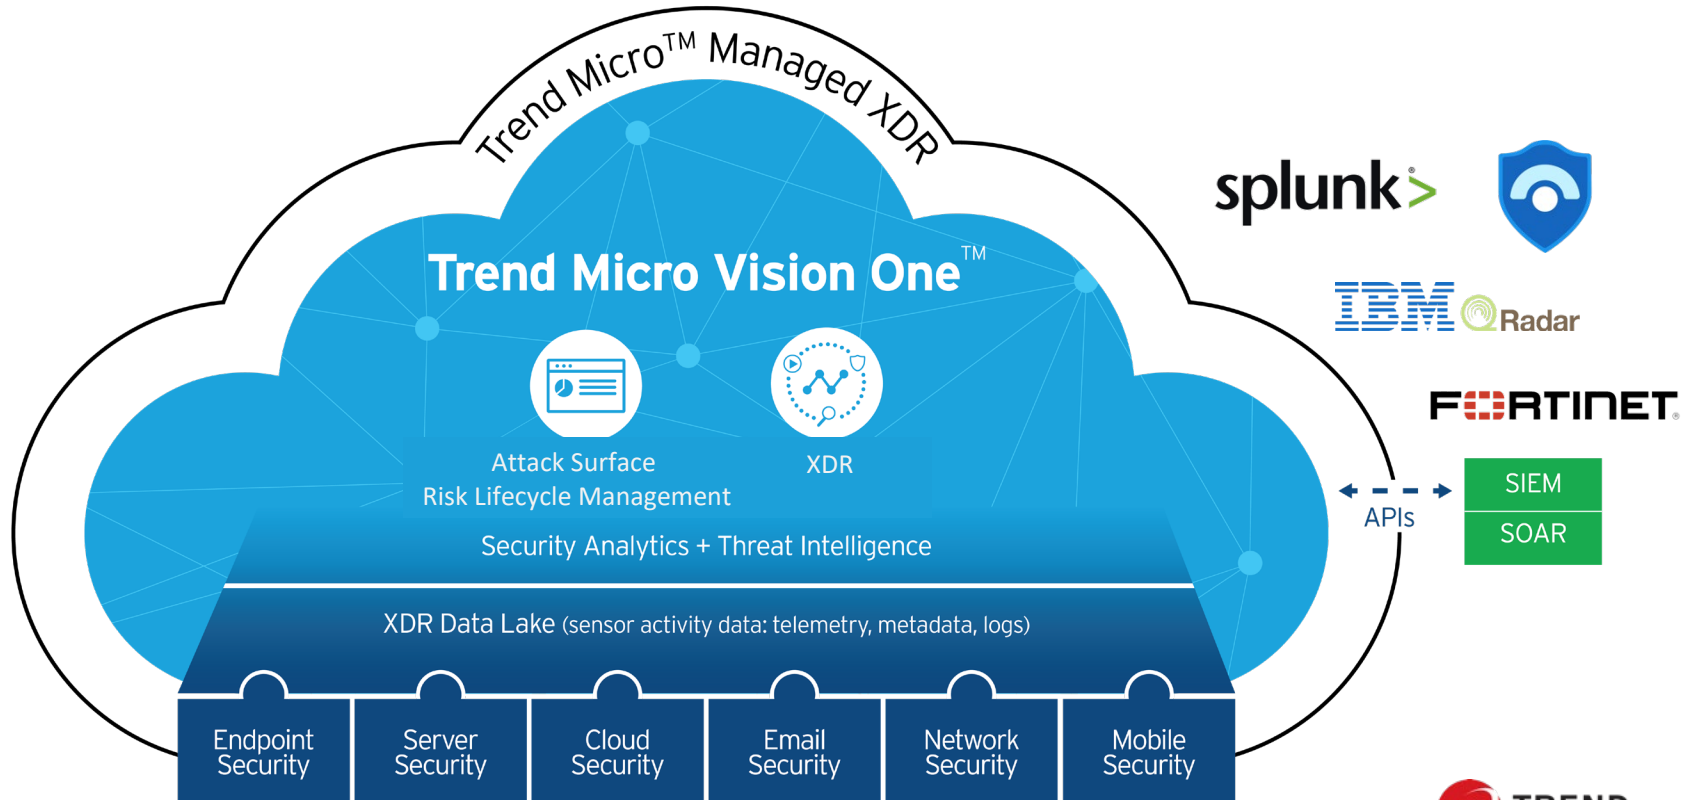 Trend Micro™ Managed XDR
splunk>®
Trend Micro Vision One™
IBM QRadar
FORTINET®
Attack Surface
Risk Lifecycle Management
XDR
APIs
SIEM
SOAR
Security Analytics + Threat Intelligence
XDR Data Lake (sensor activity data: telemetry, metadata, logs)
Endpoint
Security
Server
Security
Cloud
Security
Email
Security
Network
Security
Mobile
Security
TREND